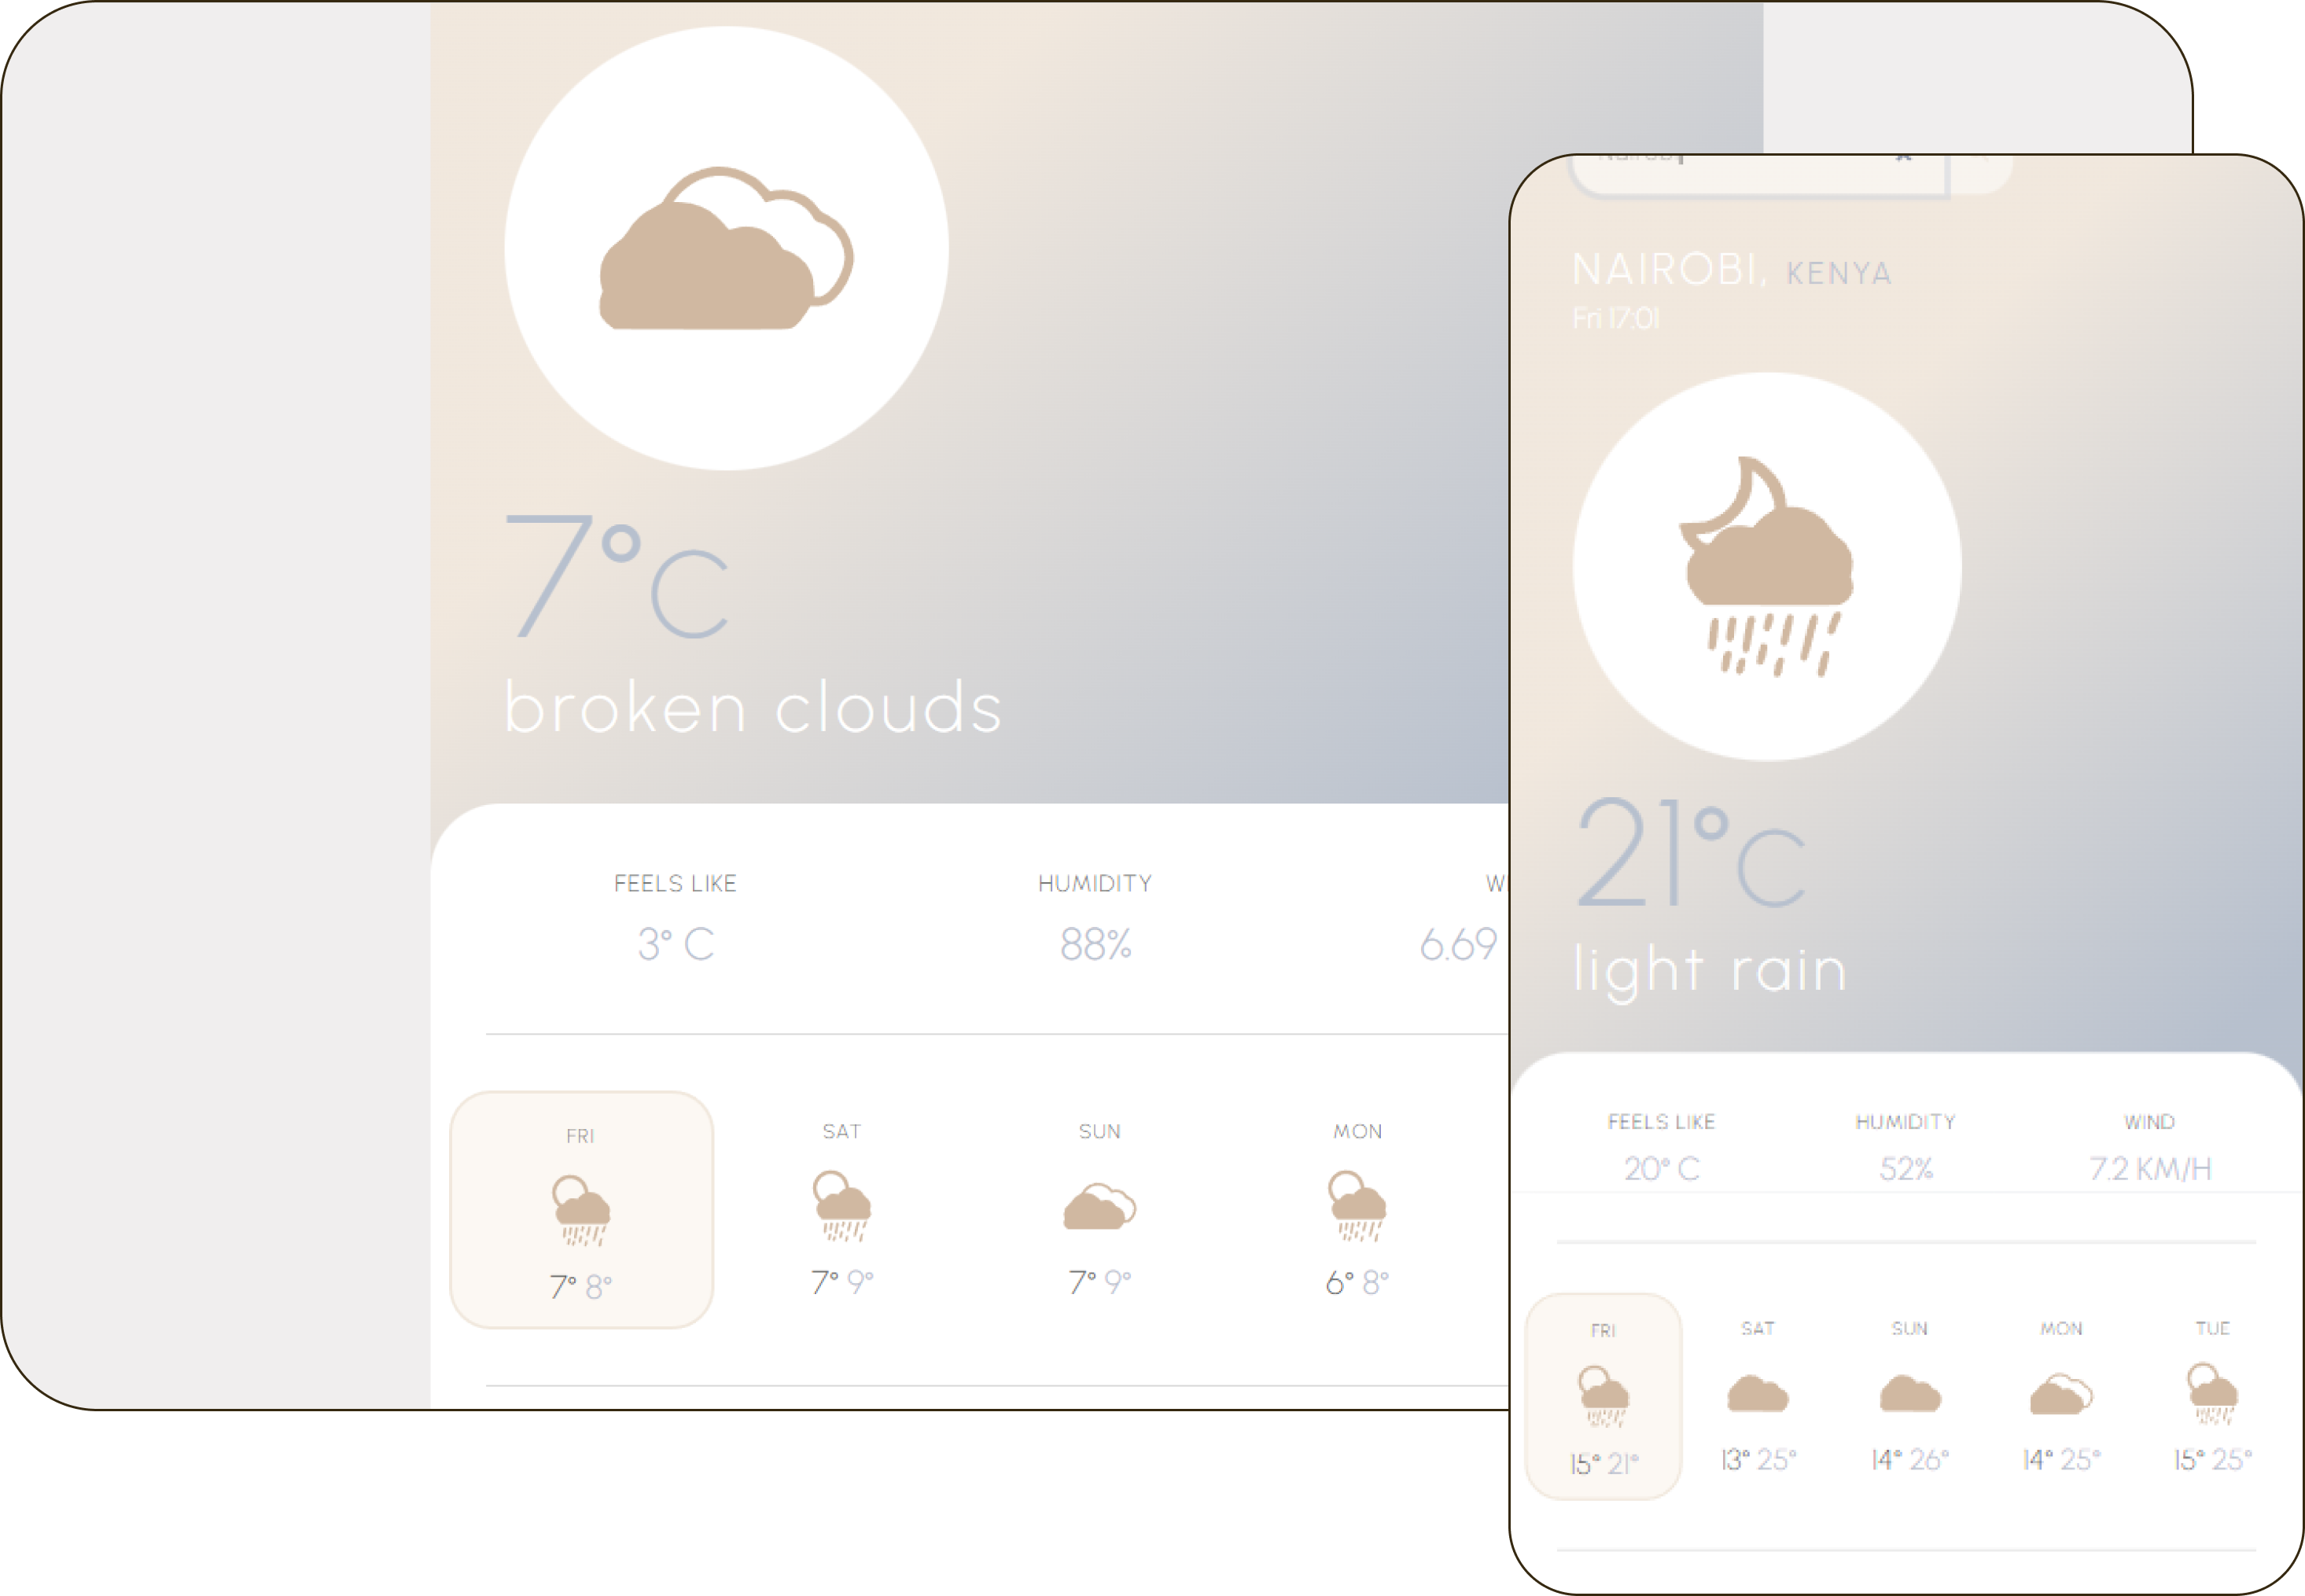 7°C
broken clouds
FEELS LIKE HUMIDITY
3° C 88% 6.69
FRI SAT SUN MON
7° 8° 7° 9° 7° 9° 6° 8°
NAIROBI, KENYA
Fri 17:01
21°C
light rain
FEELS LIKE HUMIDITY WIND
20° C 52% 7.2 KM/H
FRI SAT SUN MON TUE
15° 21° 13° 25° 14° 26° 14° 25° 15° 25°